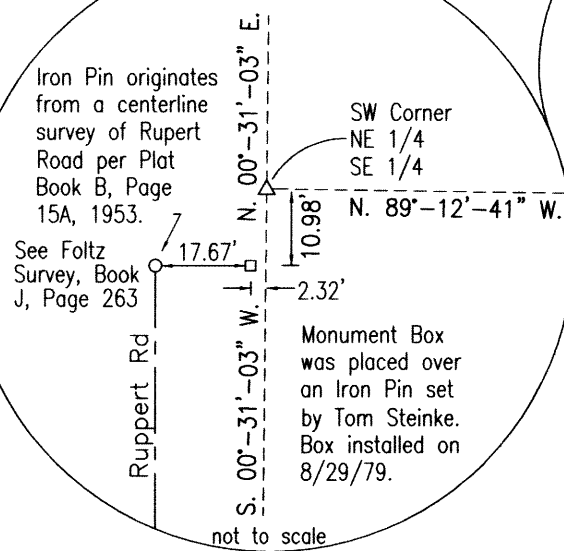 Iron Pin originates
from a centerline
survey of Rupert
Road per Plat
Book B, Page
15A, 1953.
See Foltz
Survey, Book
J, Page 263
N. 00°-31'-03" E.
SW Corner
NE 1/4
SE 1/4
N. 89°-12'-41" W.
10.98'
17.67'
2.32'
Ruppert Rd
S. 00°-31'-03" W.
Monument Box
was placed over
an Iron Pin set
by Tom Steinke.
Box installed on
8/29/79.
not to scale